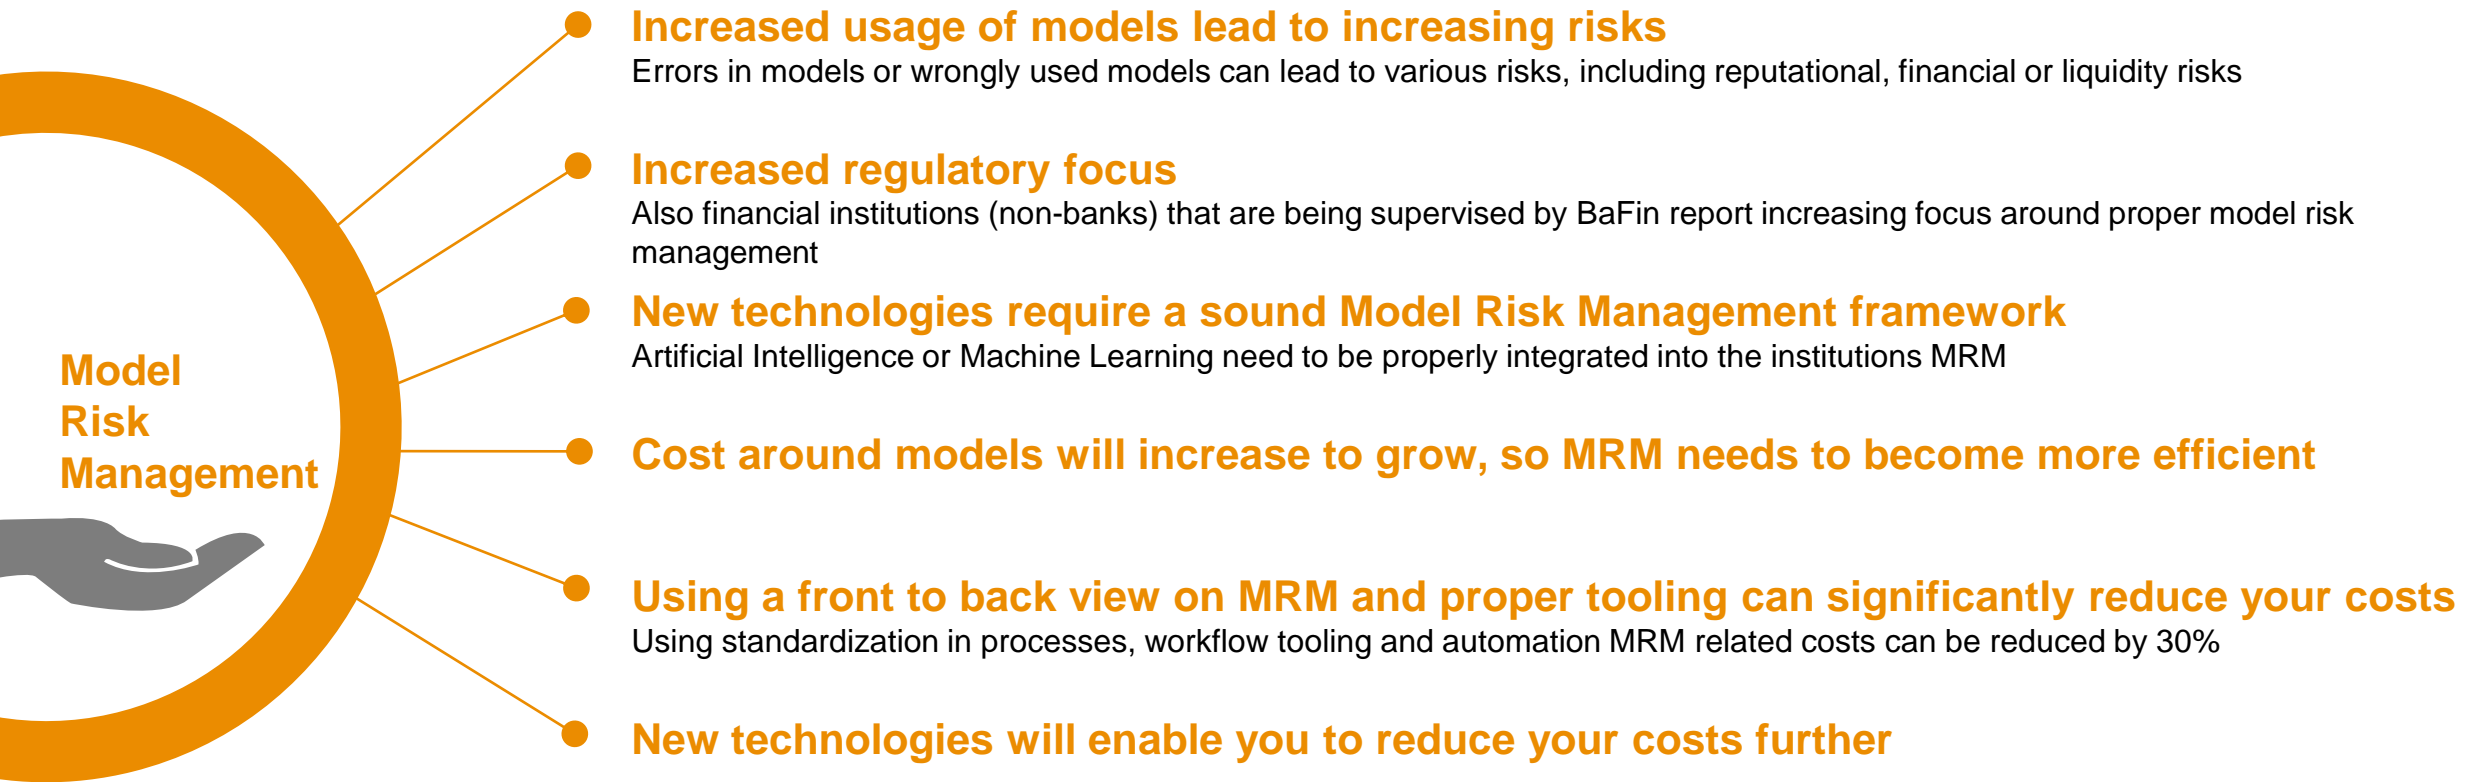 Increased usage of models lead to increasing risks
Errors in models or wrongly used models can lead to various risks, including reputational, financial or liquidity risks
Increased regulatory focus
Also financial institutions (non-banks) that are being supervised by BaFin report increasing focus around proper model risk
management
New technologies require a sound Model Risk Management framework
Artificial Intelligence or Machine Learning need to be properly integrated into the institutions MRM
Model
Risk
Management
Cost around models will increase to grow, so MRM needs to become more efficient
Using a front to back view on MRM and proper tooling can significantly reduce your costs
Using standardization in processes, workflow tooling and automation MRM related costs can be reduced by 30%
New technologies will enable you to reduce your costs further